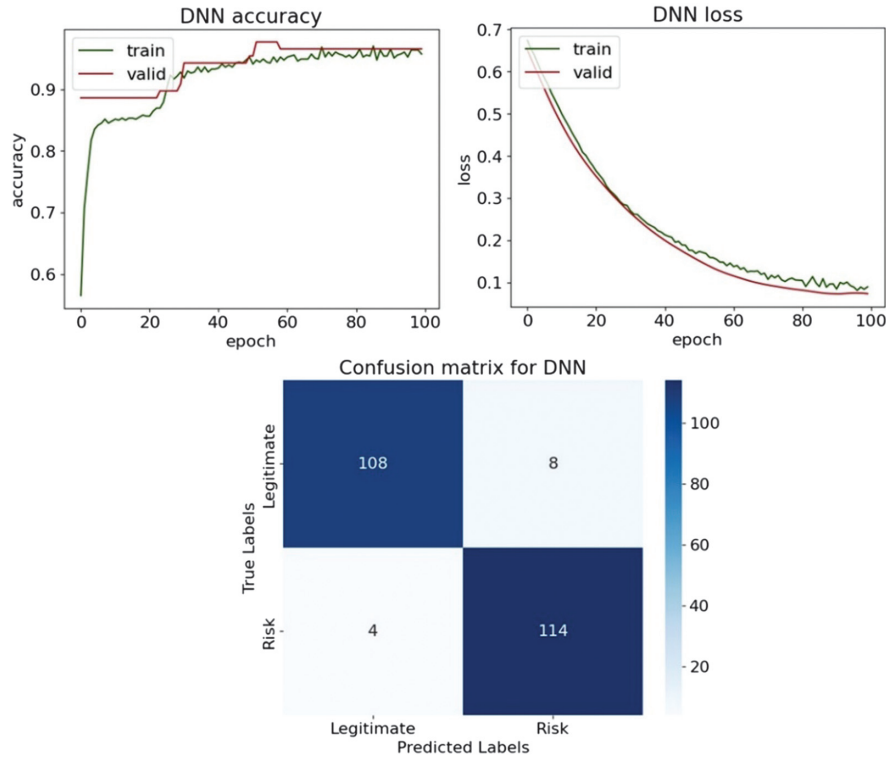 DNN accuracy
train
valid
0.9
0.8
0.7
0.6
accuracy
0 20 40 60 80 100
epoch
DNN loss
train
valid
0.7
0.6
0.5
0.4
0.3
0.2
0.1
loss
0 20 40 60 80 100
epoch
Confusion matrix for DNN
True Labels
Legitimate
108 8
Risk
4 114
Legitimate Risk
Predicted Labels
100
80
60
40
20